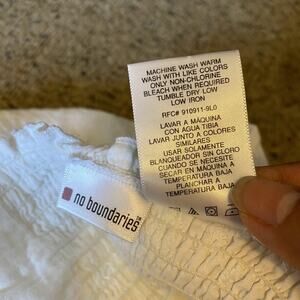 MACHINE WASH WARM
WASH WITH LIKE COLORS
ONLY NON-CHLORINE
BLEACH WHEN REQUIRED
TUMBLE DRY LOW
LOW IRON
RFC# 910911-9L0
LAVAR A MÁQUINA
CON AGUA TIBIA
LAVAR JUNTO A COLORES
SIMILARES
USAR SOLAMENTE
BLANQUEADOR SIN CLORO
CUANDO SE NECESITE
SECAR EN MÁQUINA A
TEMPERATURA BAJA
PLANCHAR A
TEMPERATURA BAJA
no boundaries